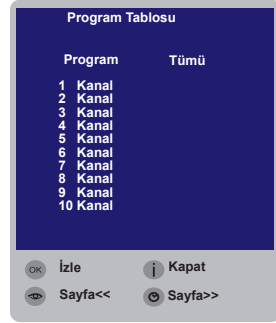 Program Tablosu
Program Tümü
1 Kanal
2 Kanal
3 Kanal
4 Kanal
5 Kanal
6 Kanal
7 Kanal
8 Kanal
9 Kanal
10 Kanal
OK İzle i Kapat
Sayfa<< Sayfa>>